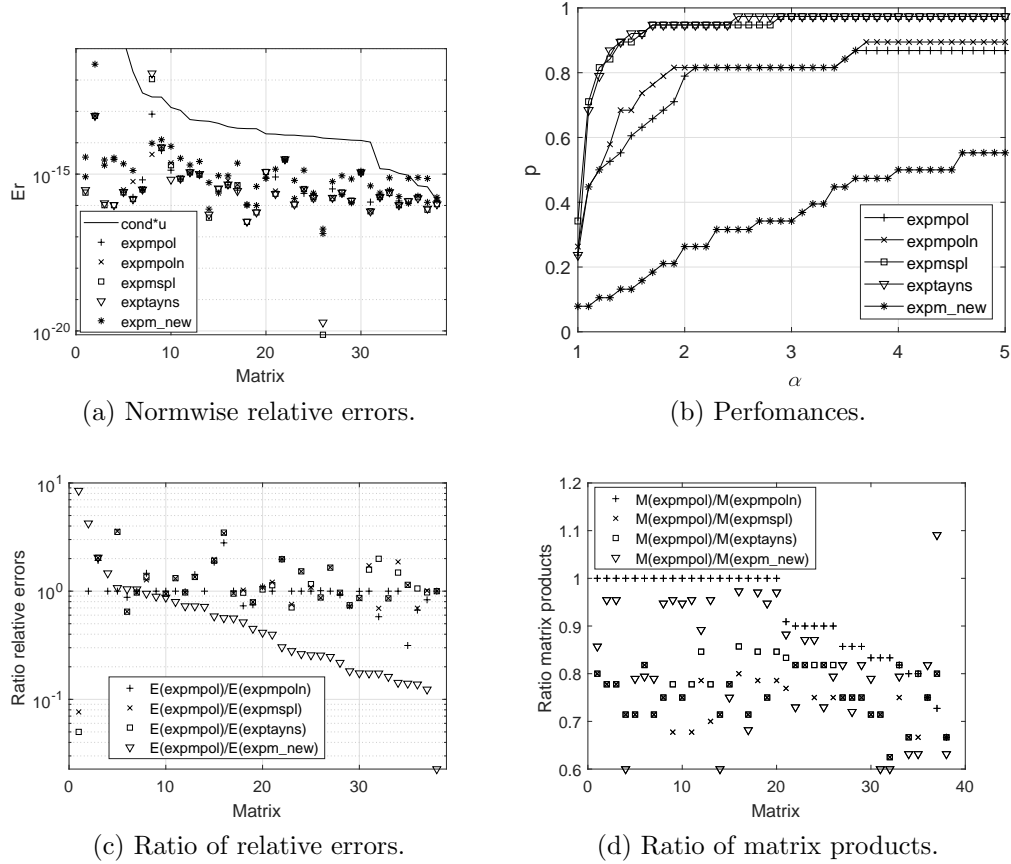 10^-15
10^-20
Er
cond*u
expmpol
expmpoln
expmspl
exptayns
expm_new
0
10
20
30
Matrix
(a) Normwise relative errors.
1
0.8
0.6
0.4
0.2
0
p
expmpol
expmpoln
expmspl
exptayns
expm_new
1
2
3
4
5
α
(b) Perfomances.
10^1
10^0
10^-1
Ratio relative errors
E(expmpol)/E(expmpoln)
E(expmpol)/E(expmspl)
E(expmpol)/E(exptayns)
E(expmpol)/E(expm_new)
0
10
20
30
Matrix
(c) Ratio of relative errors.
1.2
1.1
1
0.9
0.8
0.7
0.6
Ratio matrix products
M(expmpol)/M(expmpoln)
M(expmpol)/M(expmspl)
M(expmpol)/M(exptayns)
M(expmpol)/M(expm_new)
0
10
20
30
40
Matrix
(d) Ratio of matrix products.